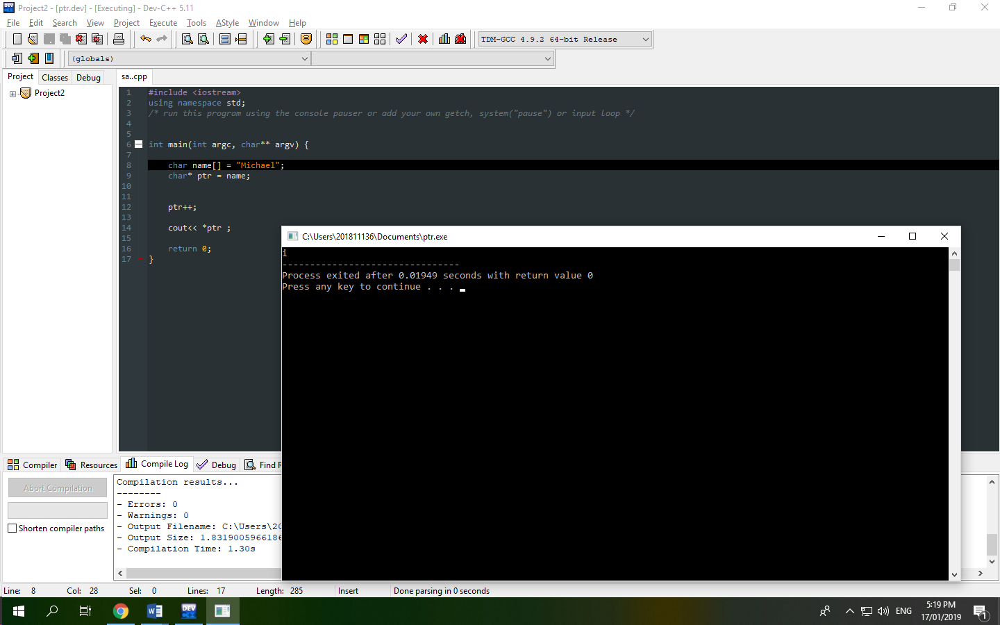 Project2 - [ptr.dev] - [Executing] - Dev-C++ 5.11
File Edit Search View Project Execute Tools AStyle Window Help
TDM-GCC 4.9.2 64-bit Release
(globals)
Project Classes Debug
sa..cpp
Project2
1 #include <iostream>
2 using namespace std;
3 /* run this program using the console pauser or add your own getch, system("pause") or input loop */
4
5
6 int main(int argc, char** argv) {
7
8 char name[] = "Michael";
9 char* ptr = name;
10
11
12 ptr++;
13
14 cout<< *ptr ;
15
16 return 0;
17 }
C:\Users\201811136\Documents\ptr.exe
i
--------------------------------
Process exited after 0.01949 seconds with return value 0
Press any key to continue . . .
Compiler Resources Compile Log Debug Find R
Abort Compilation
Shorten compiler paths
Compilation results...
--------
- Errors: 0
- Warnings: 0
- Output Filename: C:\Users\20
- Output Size: 1.8319005966186
- Compilation Time: 1.30s
Line: 8 Col: 28 Sel: 0 Lines: 17 Length: 285 Insert Done parsing in 0 seconds
DEV
ENG
5:19 PM
17/01/2019
1